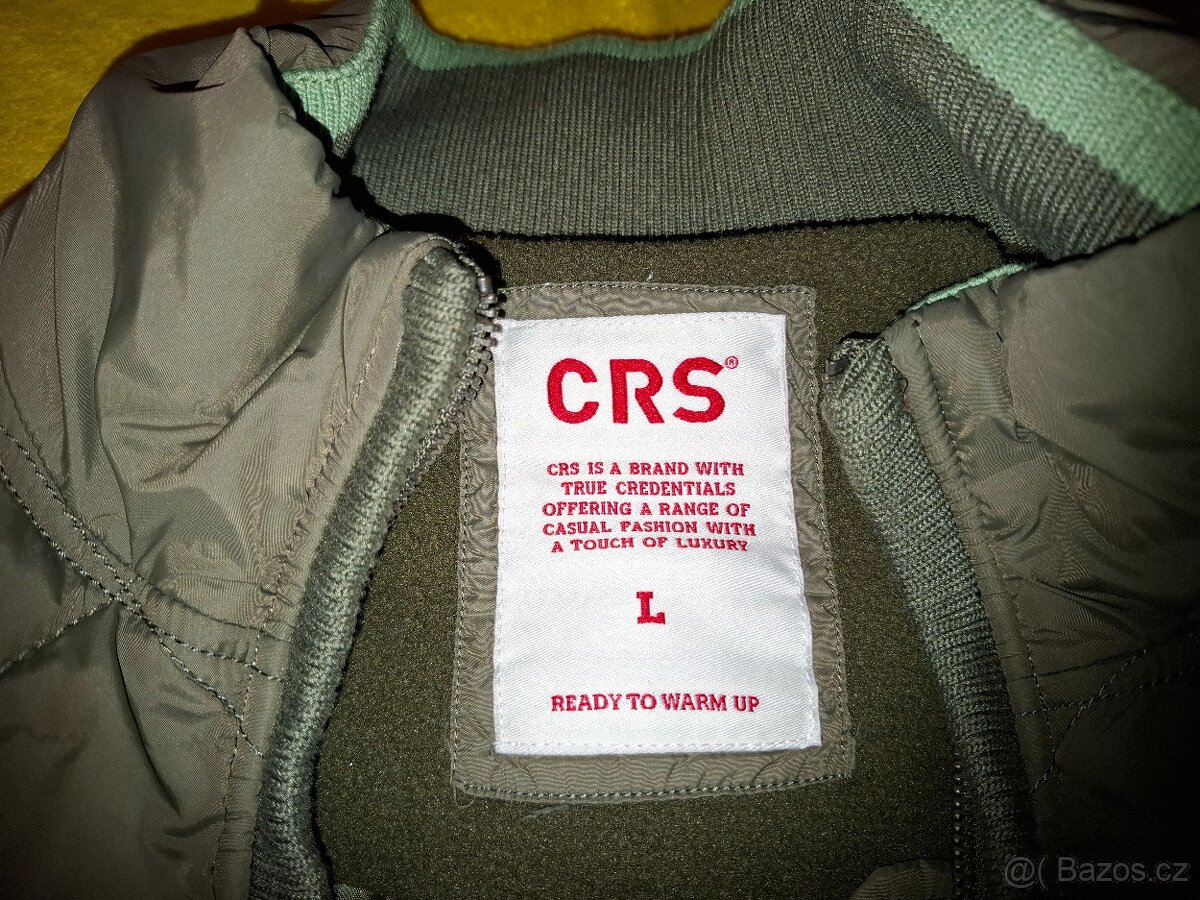 CRS®
CRS IS A BRAND WITH
TRUE CREDENTIALS
OFFERING A RANGE OF
CASUAL FASHION WITH
A TOUCH OF LUXURY
L
READY TO WARM UP
@( Bazos.cz